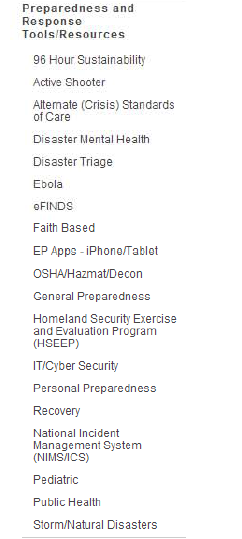 Preparedness and
Response
Tools/Resources
96 Hour Sustainability
Active Shooter
Alternate (Crisis) Standards
of Care
Disaster Mental Health
Disaster Triage
Ebola
eFINDS
Faith Based
EP Apps - iPhone/Tablet
OSHA/Hazmat/Decon
General Preparedness
Homeland Security Exercise
and Evaluation Program
(HSEEP)
IT/Cyber Security
Personal Preparedness
Recovery
National Incident
Management System
(NIMS/ICS)
Pediatric
Public Health
Storm/Natural Disasters